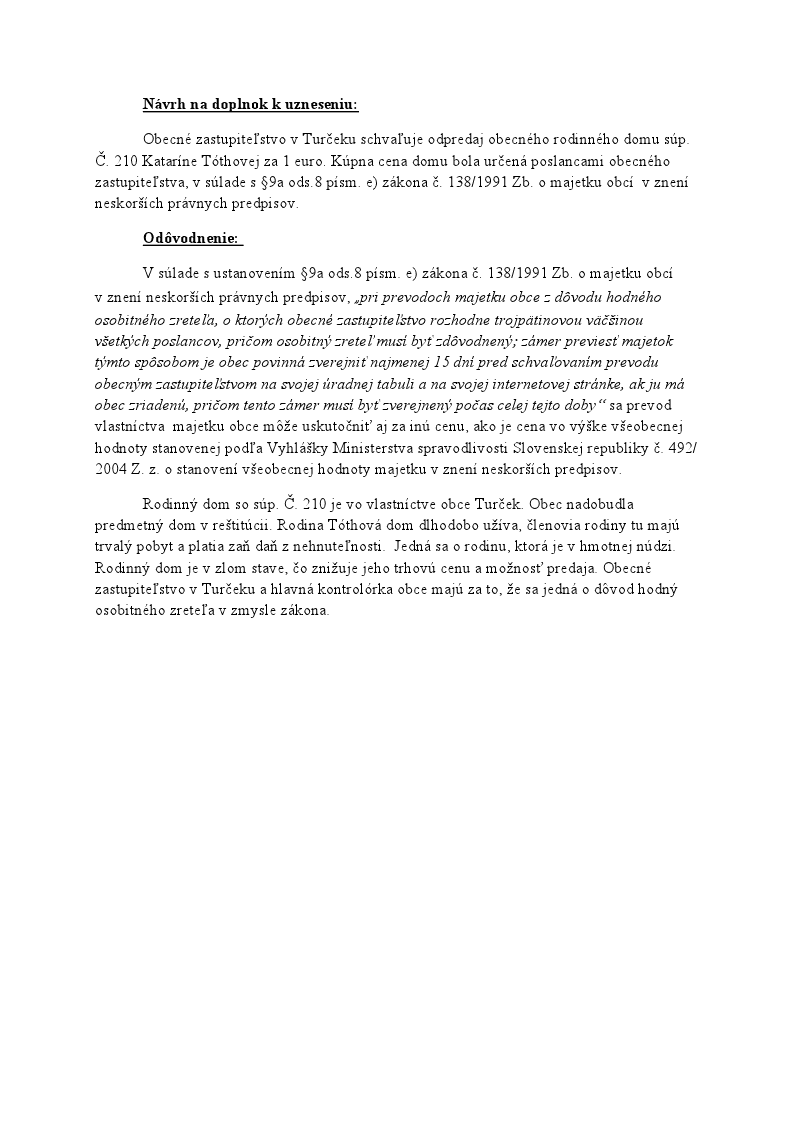 Návrh na doplnok k uzneseniu:
Obecné zastupiteľstvo v Turčeku schvaľuje odpredaj obecného rodinného domu súp.
Č. 210 Kataríne Tóthovej za 1 euro. Kúpna cena domu bola určená poslancami obecného
zastupiteľstva, v súlade s §9a ods.8 písm. e) zákona č. 138/1991 Zb. o majetku obcí  v znení
neskorších právnych predpisov.
Odôvodnenie:
V súlade s ustanovením §9a ods.8 písm. e) zákona č. 138/1991 Zb. o majetku obcí
v znení neskorších právnych predpisov, „pri prevodoch majetku obce z dôvodu hodného
osobitného zreteľa, o ktorých obecné zastupiteľstvo rozhodne trojpätinovou väčšinou
všetkých poslancov, pričom osobitný zreteľ musí byť zdôvodnený; zámer previesť majetok
týmto spôsobom je obec povinná zverejniť najmenej 15 dní pred schvaľovaním prevodu
obecným zastupiteľstvom na svojej úradnej tabuli a na svojej internetovej stránke, ak ju má
obec zriadenú, pričom tento zámer musí byť zverejnený počas celej tejto doby“ sa prevod
vlastníctva  majetku obce môže uskutočniť aj za inú cenu, ako je cena vo výške všeobecnej
hodnoty stanovenej podľa Vyhlášky Ministerstva spravodlivosti Slovenskej republiky č. 492/
2004 Z. z. o stanovení všeobecnej hodnoty majetku v znení neskorších predpisov.
Rodinný dom so súp. Č. 210 je vo vlastníctve obce Turček. Obec nadobudla
predmetný dom v reštitúcii. Rodina Tóthová dom dlhodobo užíva, členovia rodiny tu majú
trvalý pobyt a platia zaň daň z nehnuteľnosti.  Jedná sa o rodinu, ktorá je v hmotnej núdzi.
Rodinný dom je v zlom stave, čo znižuje jeho trhovú cenu a možnosť predaja. Obecné
zastupiteľstvo v Turčeku a hlavná kontrolórka obce majú za to, že sa jedná o dôvod hodný
osobitného zreteľa v zmysle zákona.